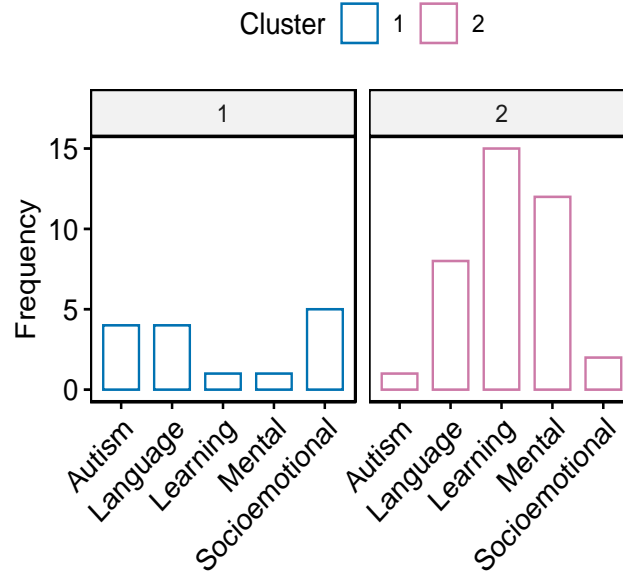 Cluster 1 2
1 2
Frequency
15
10
5
0
Autism
Language
Learning
Mental
Socioemotional
Autism
Language
Learning
Mental
Socioemotional